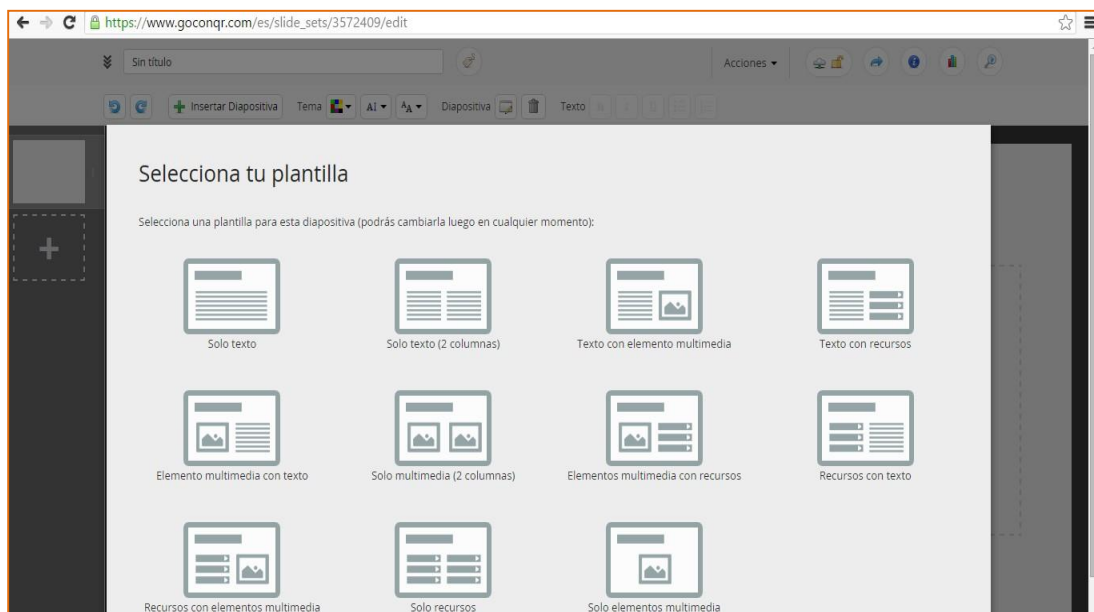 https://www.goconqr.com/es/slide_sets/3572409/edit
Sin título
Acciones
Insertar Diapositiva Tema AI AA Diapositiva Texto
Selecciona tu plantilla
Selecciona una plantilla para esta diapositiva (podrás cambiarla luego en cualquier momento):
Solo texto
Solo texto (2 columnas)
Texto con elemento multimedia
Texto con recursos
Elemento multimedia con texto
Solo multimedia (2 columnas)
Elementos multimedia con recursos
Recursos con texto
Recursos con elementos multimedia
Solo recursos
Solo elementos multimedia